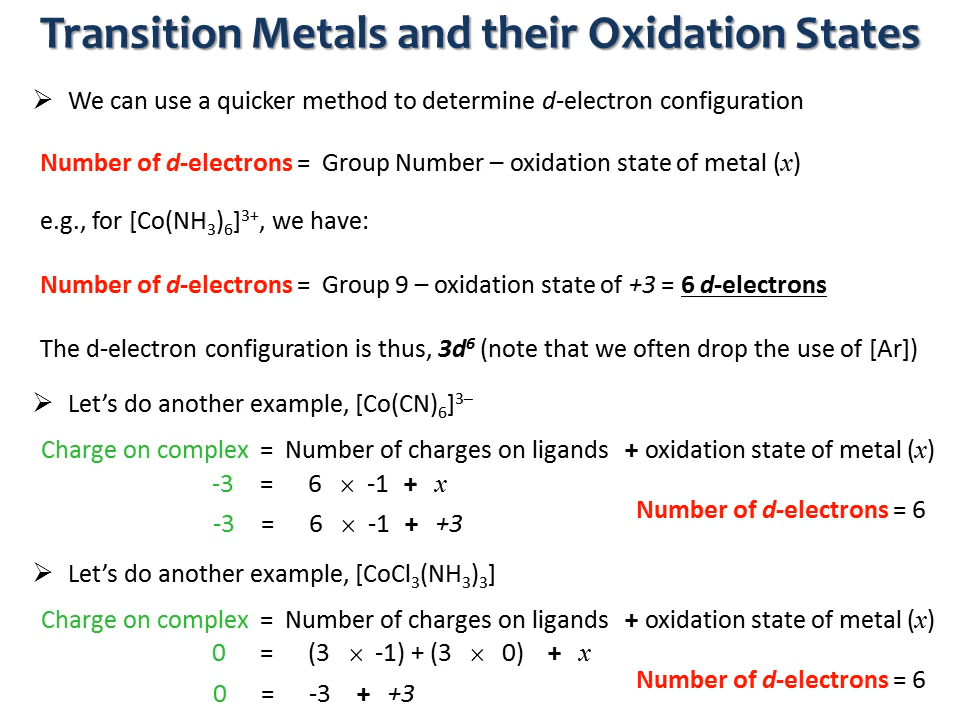 Transition Metals and their Oxidation States
➢ We can use a quicker method to determine d-electron configuration
Number of d-electrons = Group Number – oxidation state of metal (x)
e.g., for [Co(NH₃)₆]³⁺, we have:
Number of d-electrons = Group 9 – oxidation state of +3 = 6 d-electrons
The d-electron configuration is thus, 3d⁶ (note that we often drop the use of [Ar])
➢ Let’s do another example, [Co(CN)₆]³⁻
Charge on complex = Number of charges on ligands + oxidation state of metal (x)
-3 = 6 × -1 + x
-3 = 6 × -1 + +3
Number of d-electrons = 6
➢ Let’s do another example, [CoCl₃(NH₃)₃]
Charge on complex = Number of charges on ligands + oxidation state of metal (x)
0 = (3 × -1) + (3 × 0) + x
0 = -3 + +3
Number of d-electrons = 6